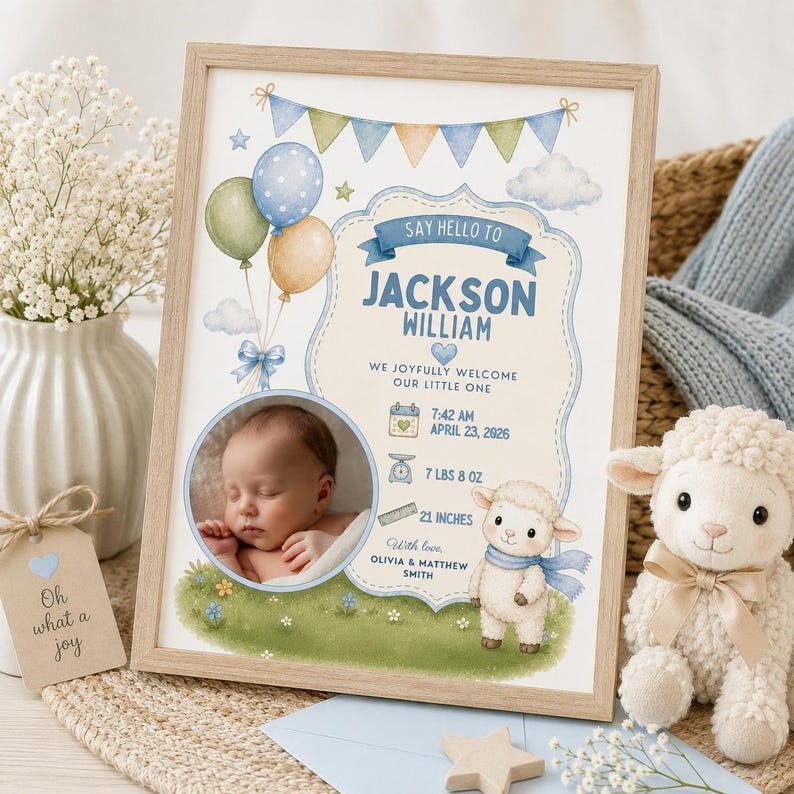 SAY HELLO TO
JACKSON
WILLIAM
WE JOYFULLY WELCOME
OUR LITTLE ONE
7:42 AM
APRIL 23, 2026
7 LBS 8 OZ
21 INCHES
With love,
OLIVIA & MATTHEW
SMITH
Oh
what a
joy